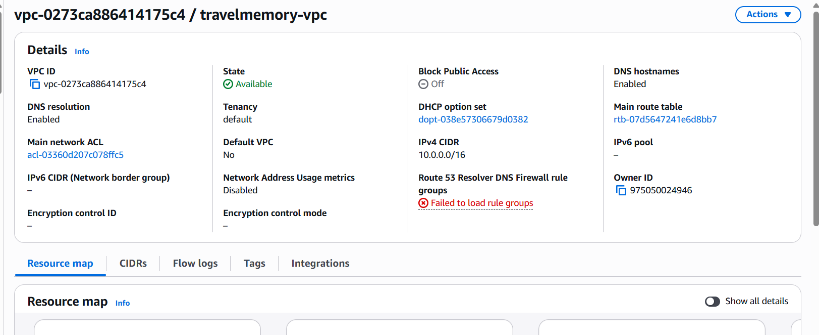 vpc-0273ca886414175c4 / travelmemory-vpc
Actions
Details Info
VPC ID
vpc-0273ca886414175c4
State
Available
Block Public Access
Off
DNS hostnames
Enabled
DNS resolution
Enabled
Tenancy
default
DHCP option set
dopt-038e57306679d0382
Main route table
rtb-07d5647241e6d8bb7
Main network ACL
acl-03360d207c078ffc5
Default VPC
No
IPv4 CIDR
10.0.0.0/16
IPv6 pool
–
IPv6 CIDR (Network border group)
–
Network Address Usage metrics
Disabled
Route 53 Resolver DNS Firewall rule
groups
Failed to load rule groups
Owner ID
975050024946
Encryption control ID
–
Encryption control mode
–
Resource map
CIDRs
Flow logs
Tags
Integrations
Resource map Info
Show all details